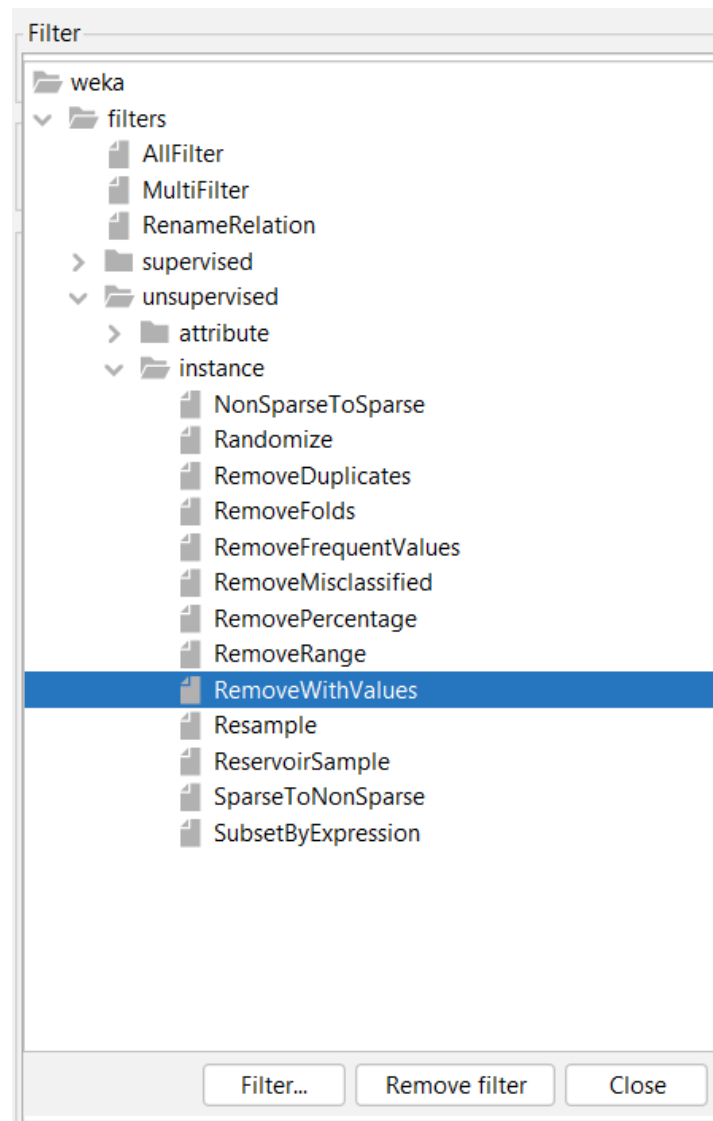 Filter
weka
filters
AllFilter
MultiFilter
RenameRelation
supervised
unsupervised
attribute
instance
NonSparseToSparse
Randomize
RemoveDuplicates
RemoveFolds
RemoveFrequentValues
RemoveMisclassified
RemovePercentage
RemoveRange
RemoveWithValues
Resample
ReservoirSample
SparseToNonSparse
SubsetByExpression
Filter... Remove filter Close